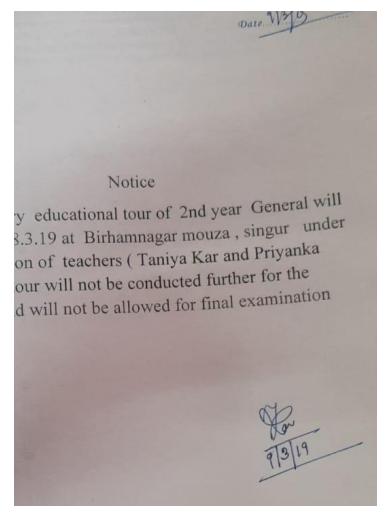 Date 9/3/19
Notice
y educational tour of 2nd year General will
8.3.19 at Birhamnagar mouza , singur under
on of teachers ( Taniya Kar and Priyanka
our will not be conducted further for the
d will not be allowed for final examination
Kar
9/3/19